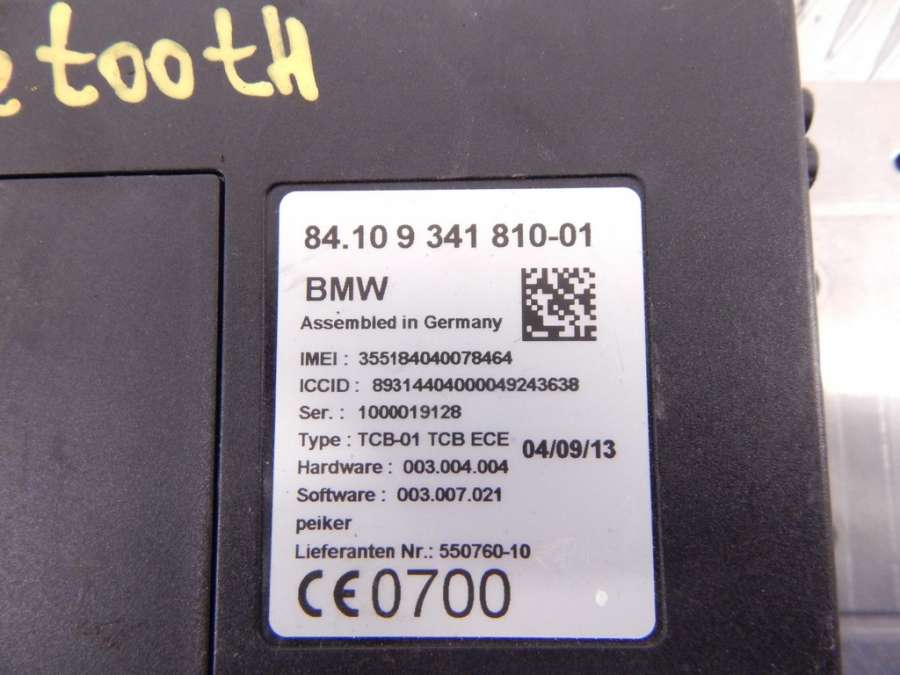 etooth
84.10 9 341 810-01
BMW
Assembled in Germany
IMEI : 355184040078464
ICCID : 89314404000049243638
Ser. : 1000019128
Type : TCB-01 TCB ECE
04/09/13
Hardware : 003.004.004
Software : 003.007.021
peiker
Lieferanten Nr.: 550760-10
CE0700